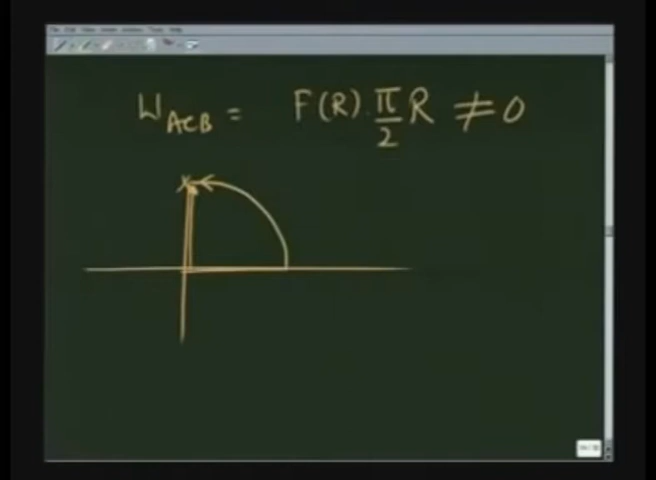 W_ACB = F(R) · π/2 R ≠ 0